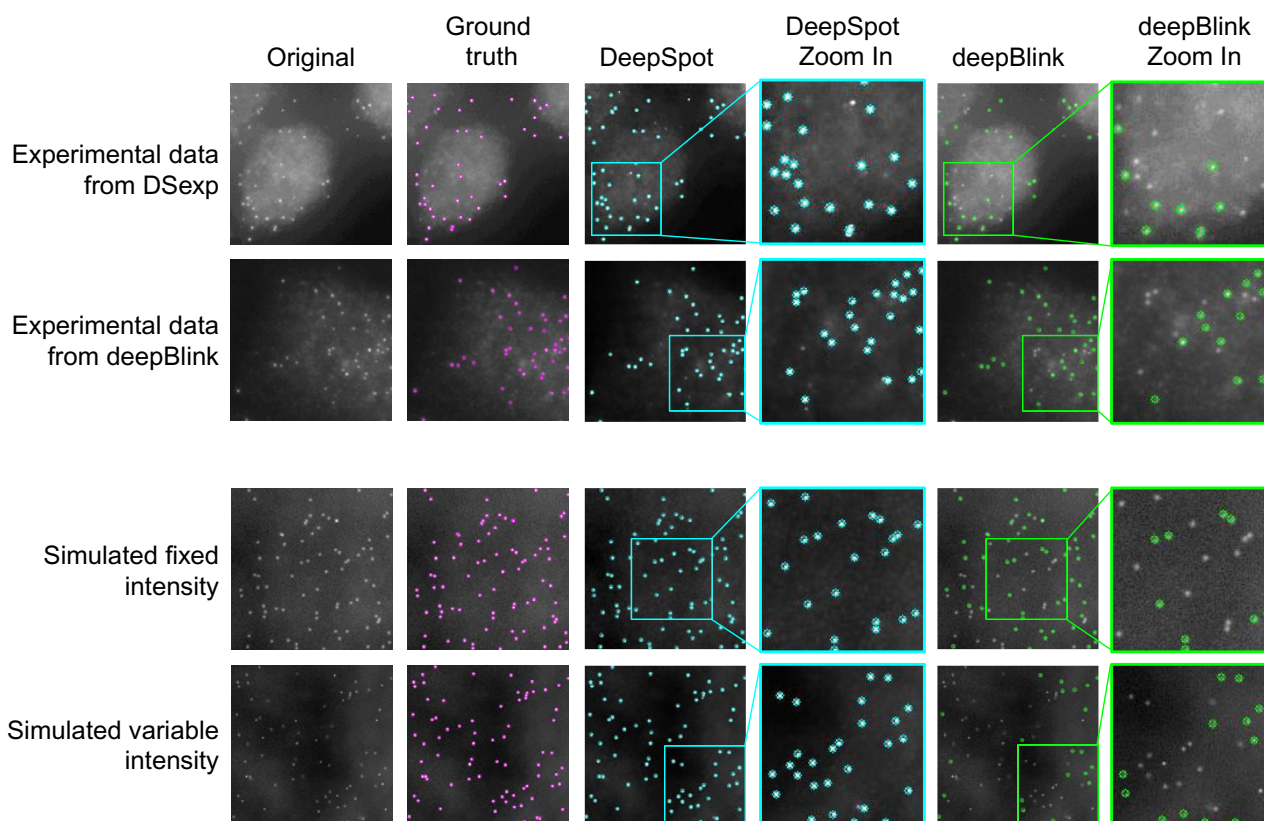 Original
Ground
truth
DeepSpot
DeepSpot
Zoom In
deepBlink
deepBlink
Zoom In
Experimental data
from DSexp
Experimental data
from deepBlink
Simulated fixed
intensity
Simulated variable
intensity